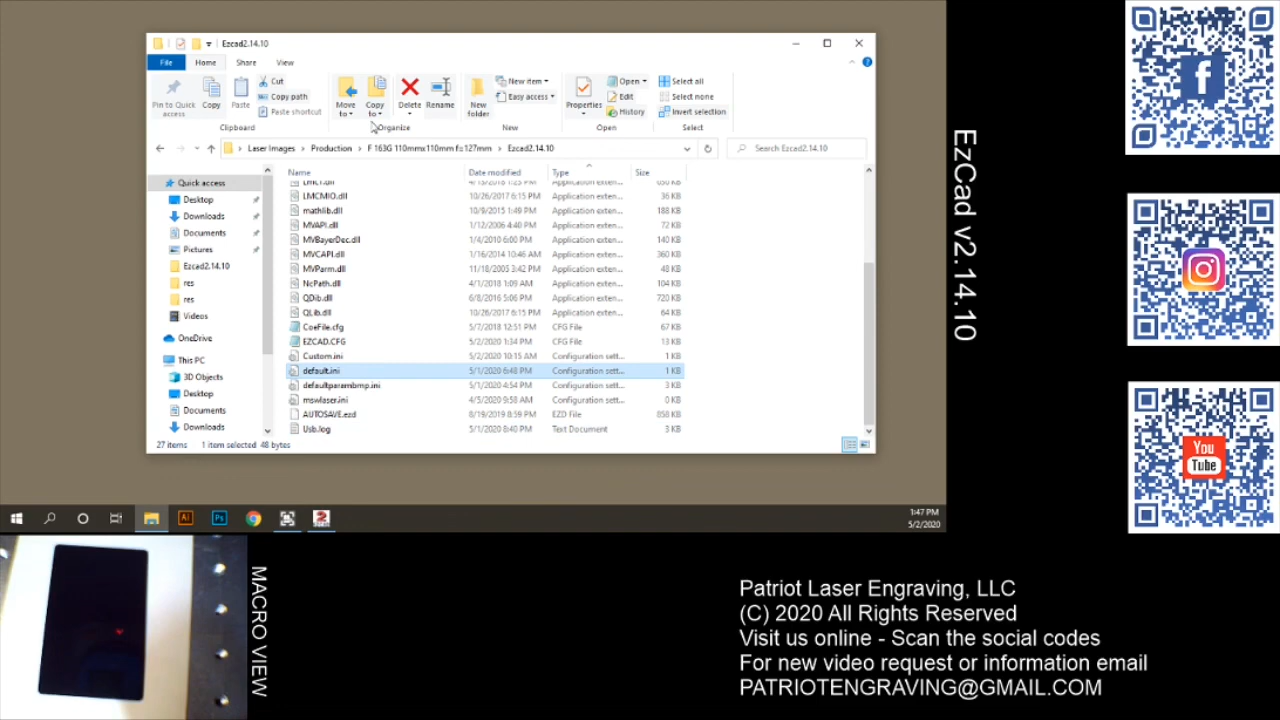 Ezcad2.14.10
File Home Share View
Pin to Quick access
Copy
Paste
Cut
Copy path
Paste shortcut
Move to
Copy to
Delete
Rename
New folder
New item
Easy access
Properties
Open
Edit
History
Select all
Select none
Invert selection
Clipboard Organize New Open Select
Laser Images > Production > F 163G 110mmx110mm f=127mm > Ezcad2.14.10
Search Ezcad2.14.10
Quick access
Desktop
Downloads
Documents
Pictures
Ezcad2.14.10
res
res
Videos
OneDrive
This PC
3D Objects
Desktop
Documents
Downloads
Name Date modified Type Size
LMCMIO.dll 10/26/2017 6:15 PM Application exten... 36 KB
mathlib.dll 10/9/2015 1:49 PM Application exten... 188 KB
MVAPI.dll 1/12/2006 4:40 PM Application exten... 72 KB
MVBayerDec.dll 1/4/2010 6:00 PM Application exten... 140 KB
MVCAPI.dll 1/16/2014 10:46 AM Application exten... 360 KB
MVParm.dll 11/18/2005 3:42 PM Application exten... 48 KB
NcPath.dll 4/1/2018 1:09 AM Application exten... 104 KB
QDib.dll 6/8/2016 5:06 PM Application exten... 720 KB
QLib.dll 10/26/2017 6:15 PM Application exten... 64 KB
CoeFile.cfg 5/7/2018 12:51 PM CFG File 67 KB
EZCAD.CFG 5/2/2020 1:34 PM CFG File 13 KB
Custom.ini 5/2/2020 10:15 AM Configuration sett... 1 KB
default.ini 5/1/2020 6:48 PM Configuration sett... 1 KB
defaultparambmp.ini 5/1/2020 4:54 PM Configuration sett... 3 KB
mswlaser.ini 4/5/2020 9:58 AM Configuration sett... 0 KB
AUTOSAVE.ezd 8/19/2019 8:59 PM EZD File 858 KB
Usb.log 5/1/2020 8:40 PM Text Document 3 KB
27 items 1 item selected 48 bytes
Ai
Ps
1:47 PM
5/2/2020
EzCad v2.14.10
You
Tube
MACRO VIEW
Patriot Laser Engraving, LLC
(C) 2020 All Rights Reserved
Visit us online - Scan the social codes
For new video request or information email
PATRIOTENGRAVING@GMAIL.COM